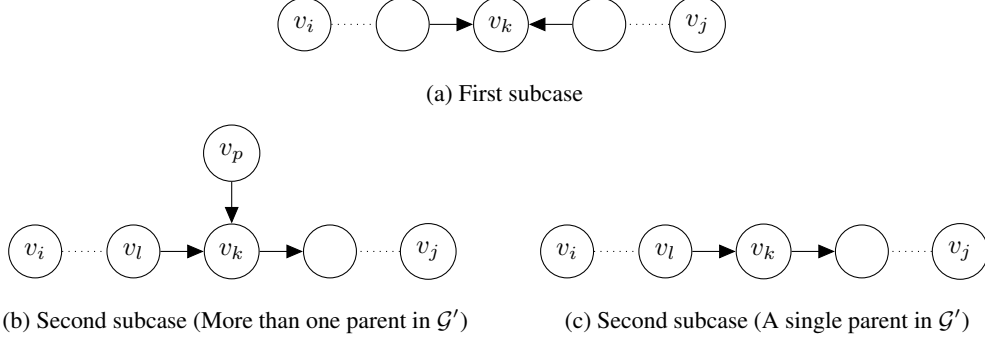 v_i v_k v_j
(a) First subcase
v_p
v_i v_l v_k v_j v_i v_l v_k v_j
(b) Second subcase (More than one parent in 𝒢′) (c) Second subcase (A single parent in 𝒢′)